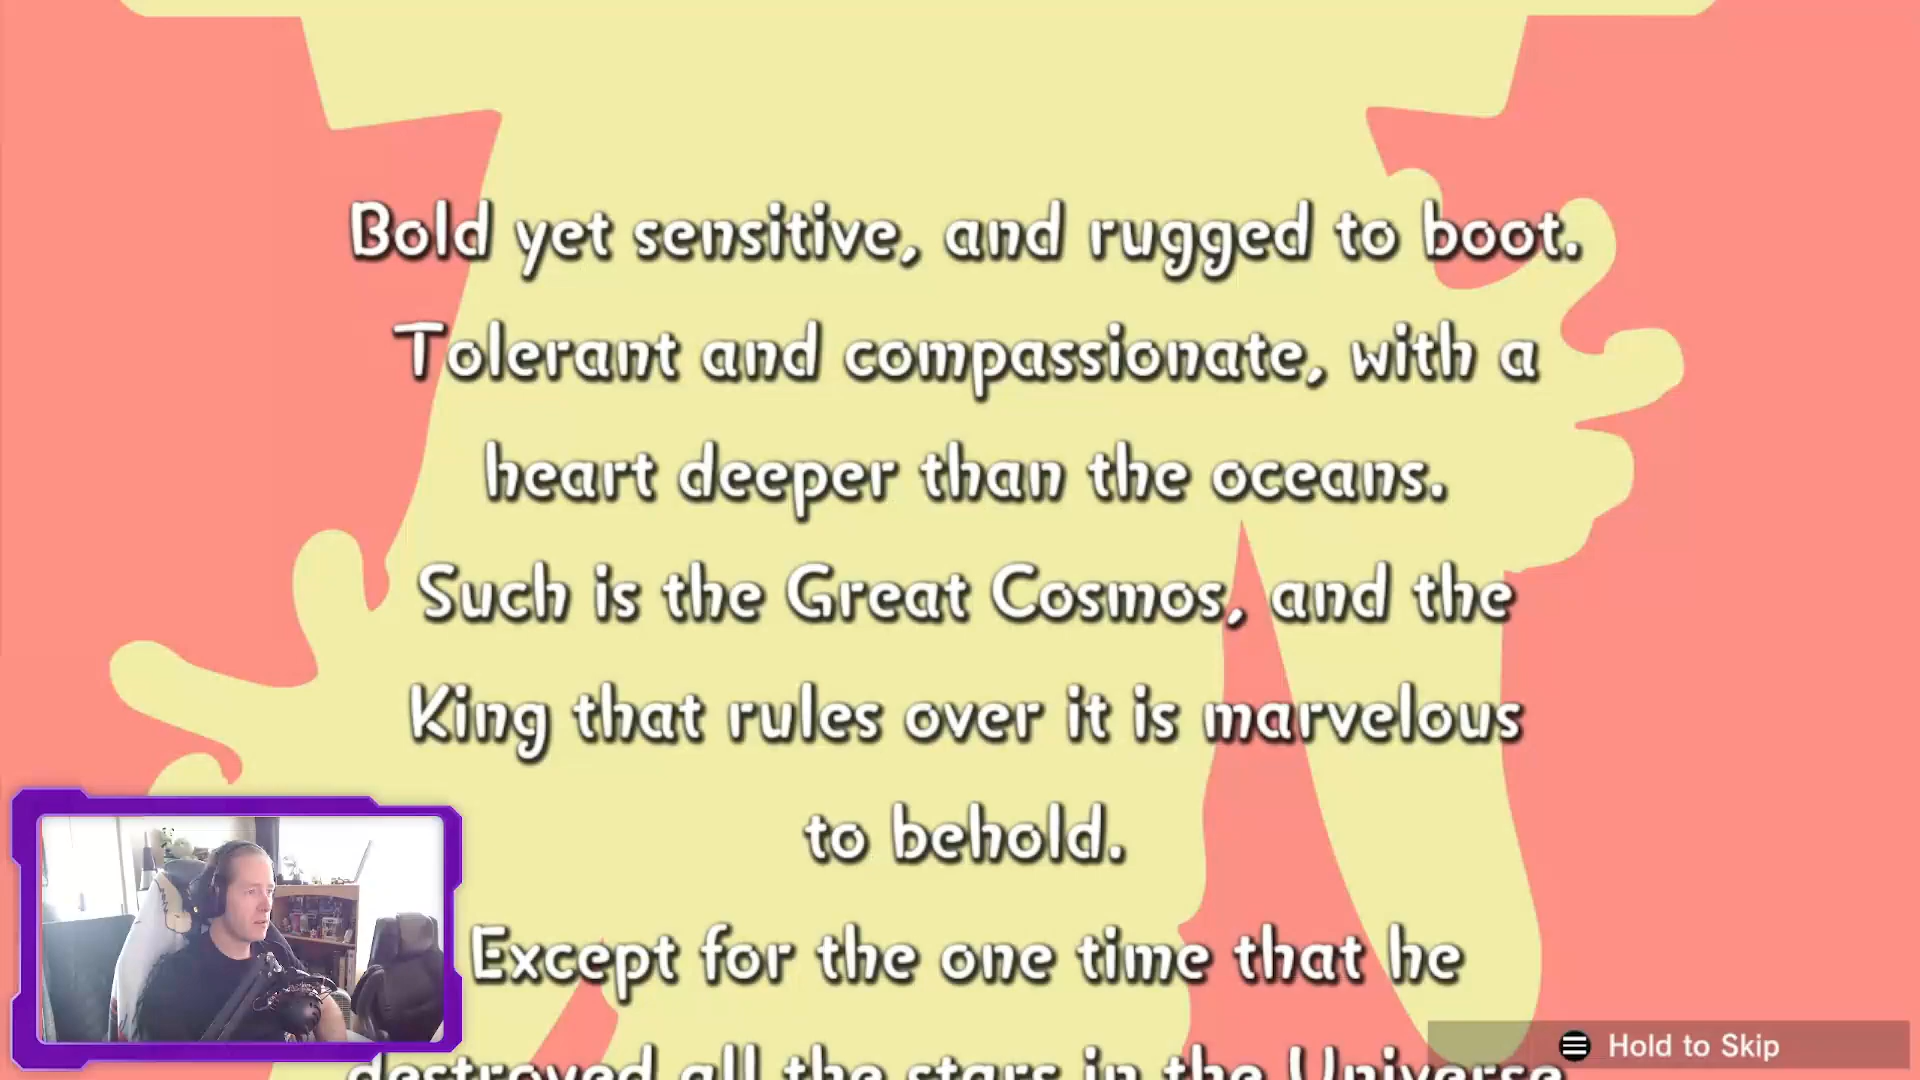 Bold yet sensitive, and rugged to boot.
Tolerant and compassionate, with a
heart deeper than the oceans.
Such is the Great Cosmos, and the
King that rules over it is marvelous
to behold.
Except for the one time that he
destroyed all the stars in the Universe
Hold to Skip